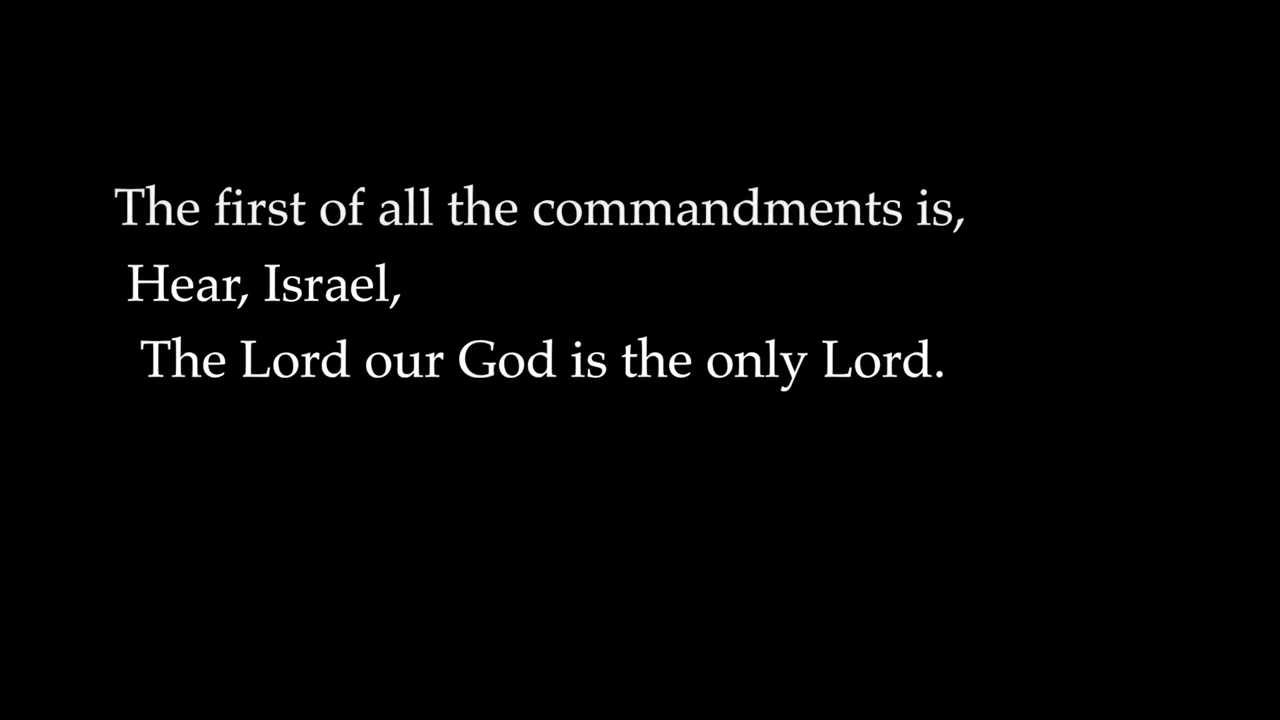 The first of all the commandments is,
Hear, Israel,
The Lord our God is the only Lord.